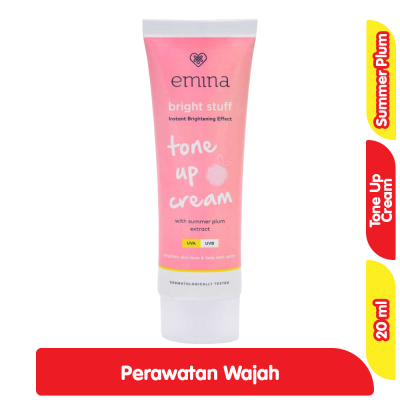 emina
bright stuff
Instant Brightening Effect
tone
up
cream
with summer plum
extract
UVA UVB
DERMATOLOGICALLY TESTED
Summer Plum
Tone Up
Cream
20 ml
Perawatan Wajah